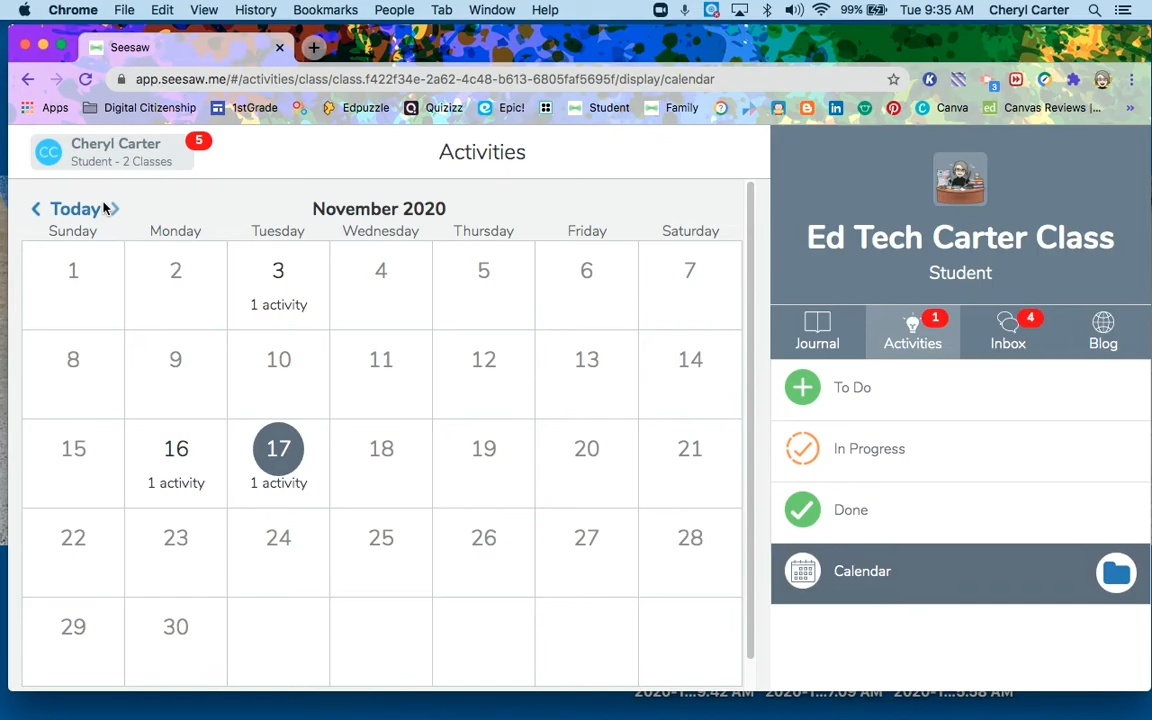 Chrome File Edit View History Bookmarks People Tab Window Help 99% Tue 9:35 AM Cheryl Carter
Seesaw
app.seesaw.me/#/activities/class/class.f422f34e-2a62-4c48-b613-6805faf5695f/display/calendar
3
Apps Digital Citizenship 1stGrade Edpuzzle Quizizz Epic! Student Family Canva Canvas Reviews |... »
CC Cheryl Carter 5
Student - 2 Classes
Activities
Today
November 2020
Sunday Monday Tuesday Wednesday Thursday Friday Saturday
1 2 3 4 5 6 7
1 activity
8 9 10 11 12 13 14
15 16 17 18 19 20 21
1 activity 1 activity
22 23 24 25 26 27 28
29 30
Ed Tech Carter Class
Student
1 4
Journal Activities Inbox Blog
To Do
In Progress
Done
Calendar